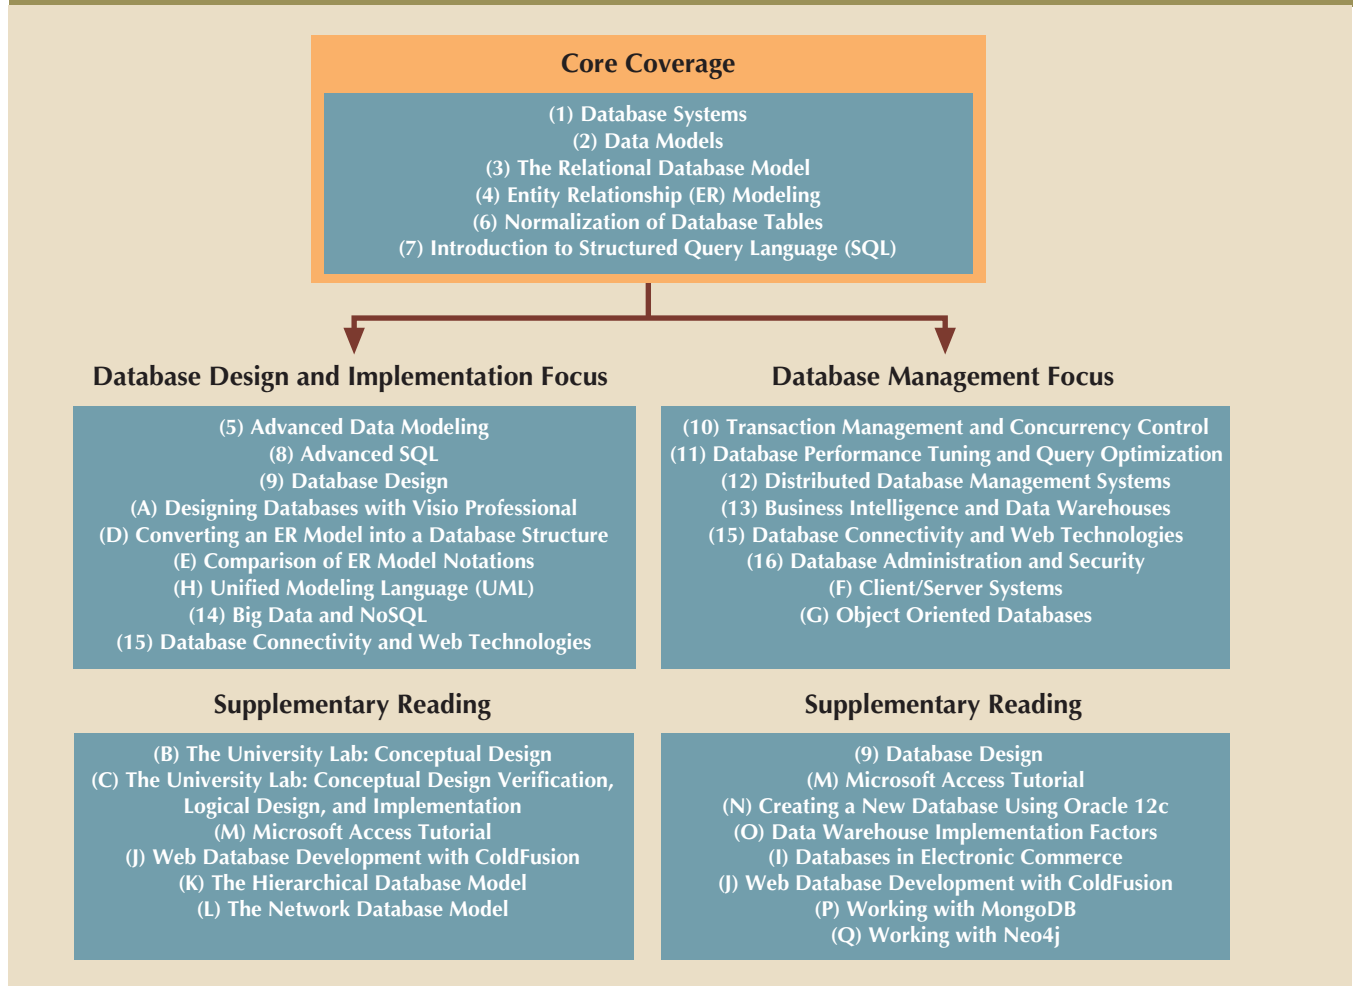 Core Coverage
(1) Database Systems
(2) Data Models
(3) The Relational Database Model
(4) Entity Relationship (ER) Modeling
(6) Normalization of Database Tables
(7) Introduction to Structured Query Language (SQL)
Database Design and Implementation Focus
(5) Advanced Data Modeling
(8) Advanced SQL
(9) Database Design
(A) Designing Databases with Visio Professional
(D) Converting an ER Model into a Database Structure
(E) Comparison of ER Model Notations
(H) Unified Modeling Language (UML)
(14) Big Data and NoSQL
(15) Database Connectivity and Web Technologies
Database Management Focus
(10) Transaction Management and Concurrency Control
(11) Database Performance Tuning and Query Optimization
(12) Distributed Database Management Systems
(13) Business Intelligence and Data Warehouses
(15) Database Connectivity and Web Technologies
(16) Database Administration and Security
(F) Client/Server Systems
(G) Object Oriented Databases
Supplementary Reading
(B) The University Lab: Conceptual Design
(C) The University Lab: Conceptual Design Verification,
Logical Design, and Implementation
(M) Microsoft Access Tutorial
(J) Web Database Development with ColdFusion
(K) The Hierarchical Database Model
(L) The Network Database Model
Supplementary Reading
(9) Database Design
(M) Microsoft Access Tutorial
(N) Creating a New Database Using Oracle 12c
(O) Data Warehouse Implementation Factors
(I) Databases in Electronic Commerce
(J) Web Database Development with ColdFusion
(P) Working with MongoDB
(Q) Working with Neo4j